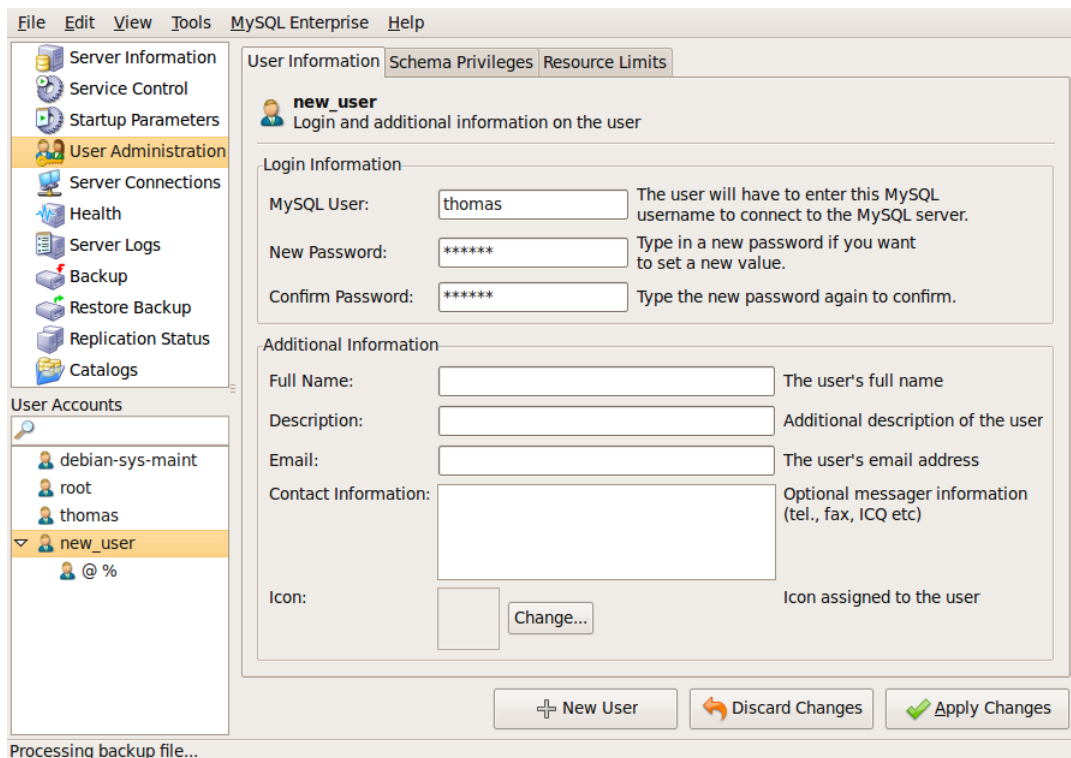 File Edit View Tools MySQL Enterprise Help
Server Information
Service Control
Startup Parameters
User Administration
Server Connections
Health
Server Logs
Backup
Restore Backup
Replication Status
Catalogs
User Accounts
debian-sys-maint
root
thomas
new_user
@ %
User Information Schema Privileges Resource Limits
new_user
Login and additional information on the user
Login Information
MySQL User: thomas The user will have to enter this MySQL
username to connect to the MySQL server.
New Password: ****** Type in a new password if you want
to set a new value.
Confirm Password: ****** Type the new password again to confirm.
Additional Information
Full Name: The user's full name
Description: Additional description of the user
Email: The user's email address
Contact Information: Optional messager information
(tel., fax, ICQ etc)
Icon: Icon assigned to the user
Change...
New User Discard Changes Apply Changes
Processing backup file...